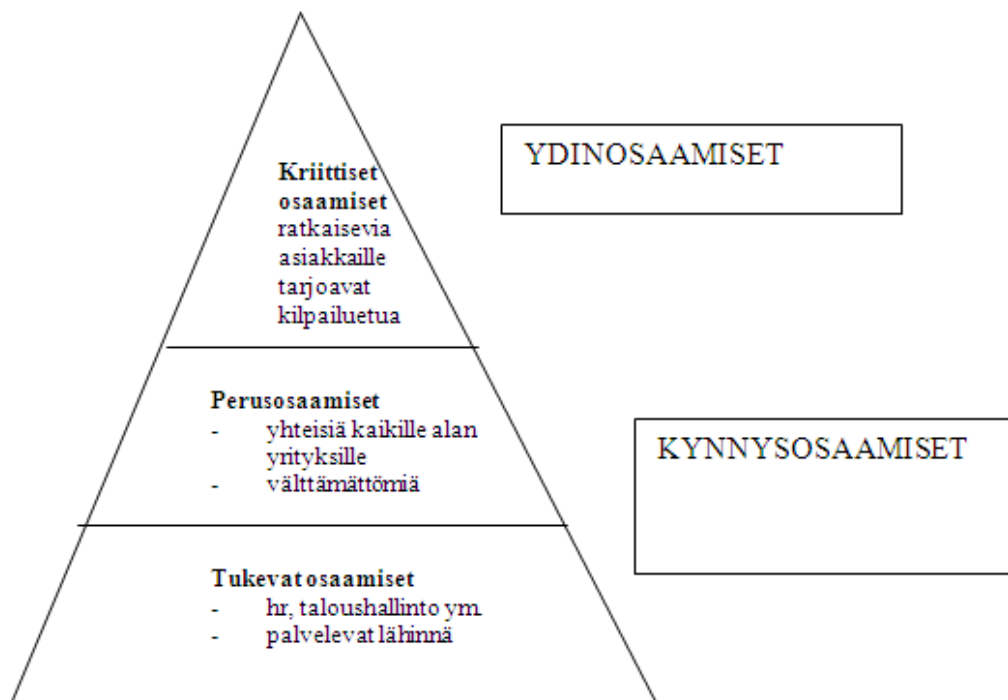 Kriittiset
osaamiset
ratkaisevia
asiakkaille
tarjoavat
kilpailuetua
YDINOSAAMISET
Perusosaamiset
- yhteisiä kaikille alan
yrityksille
- välttämättömiä
KYNNYSOSAAMISET
Tukevat osaamiset
- hr, taloushallinto ym.
- palvelevat lähinnä